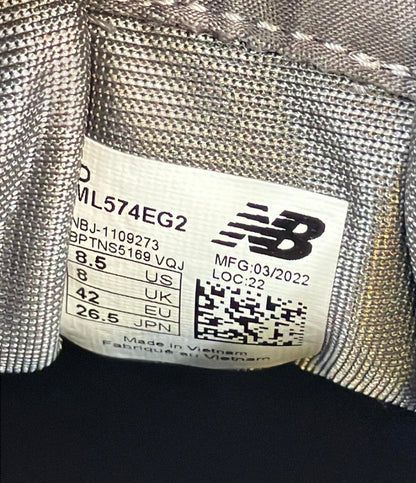 D
ML574EG2
NBJ-1109273
BPTNS5169 VQJ
8.5 US
8 UK
42 EU
26.5 JPN
NB
MFG:03/2022
LOC:22
Made in Vietnam
Fabriqué au Vietnam